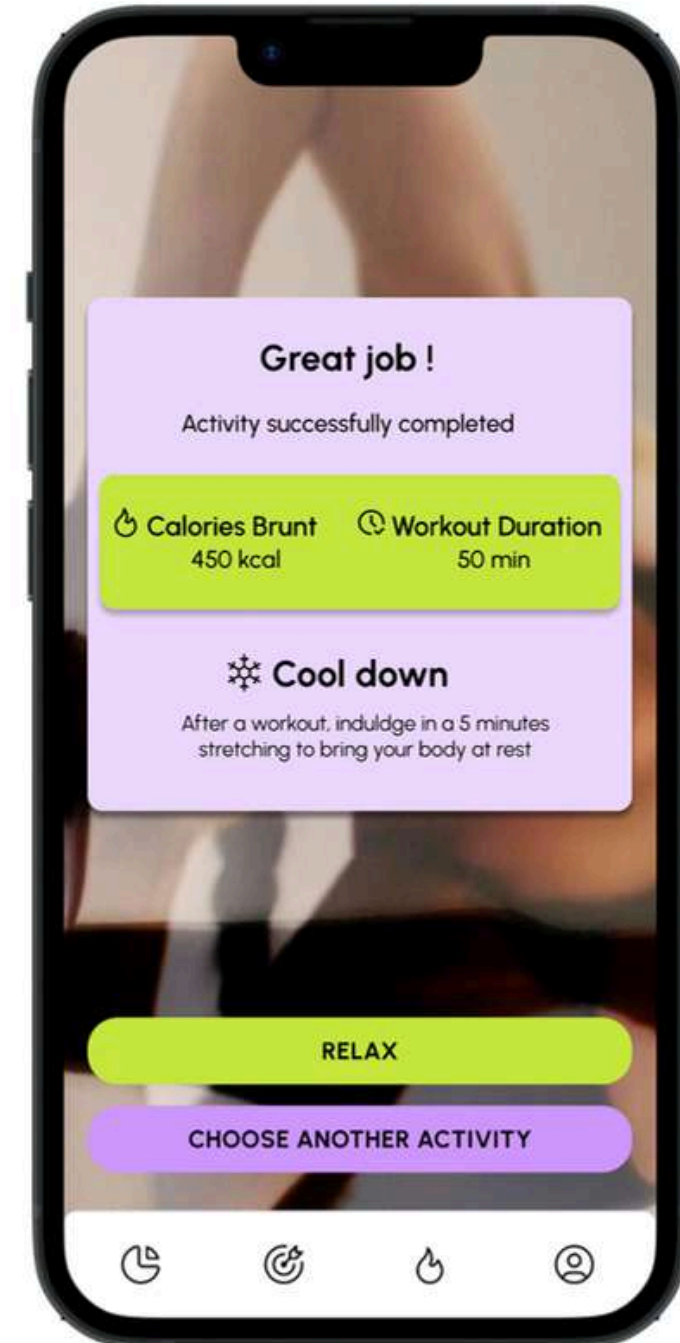 Great job !
Activity successfully completed
Calories Brunt Workout Duration
450 kcal 50 min
Cool down
After a workout, induldge in a 5 minutes
stretching to bring your body at rest
RELAX
CHOOSE ANOTHER ACTIVITY